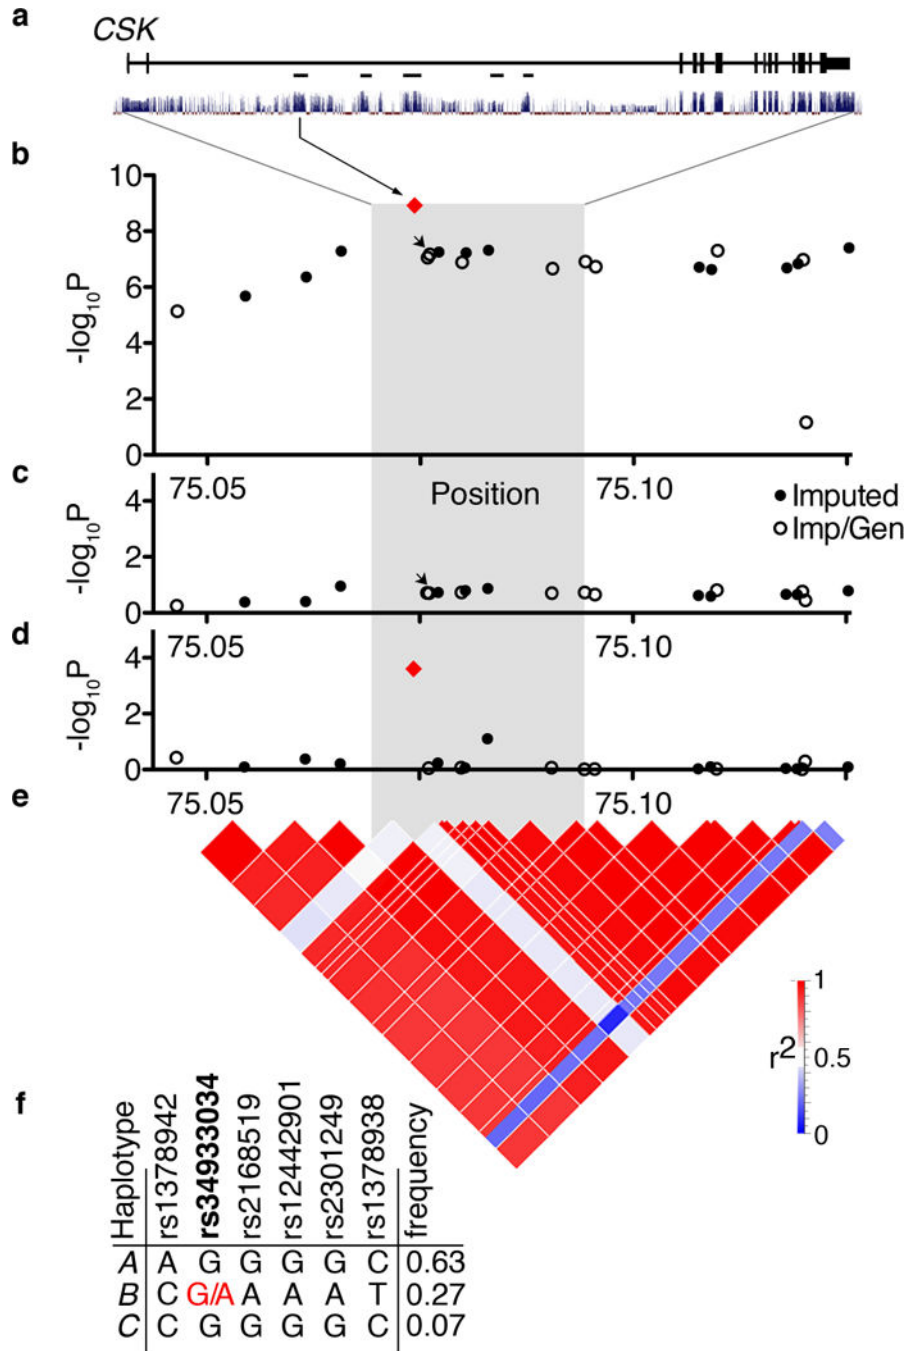 a
CSK
b
10
8
6
4
2
0
-log10P
75.05
Position
75.10
c
4
2
0
-log10P
Imputed
Imp/Gen
75.05
75.10
d
4
2
0
-log10P
75.05
75.10
e
1
0.5
0
r2
f
Haplotype rs1378942 rs34933034 rs2168519 rs12442901 rs2301249 rs1378938 frequency
A A G G G G C 0.63
B C G/A A A A T 0.27
C C G G G G C 0.07